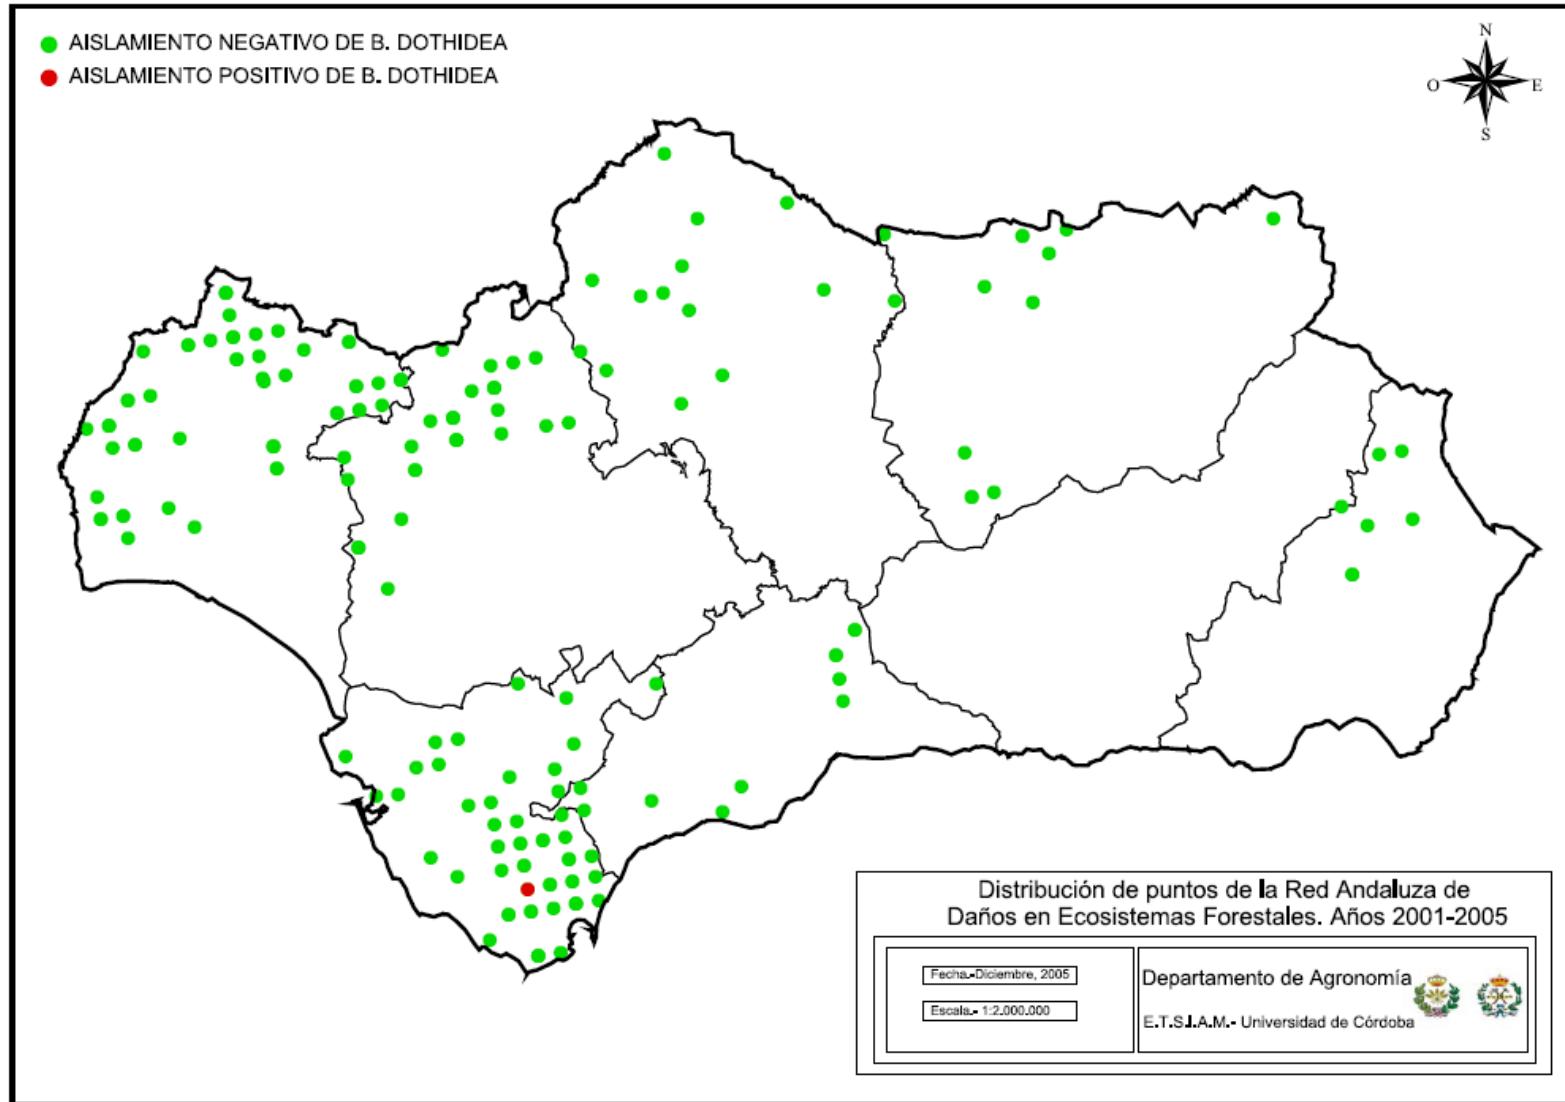 AISLAMIENTO NEGATIVO DE B. DOTHIDEA
AISLAMIENTO POSITIVO DE B. DOTHIDEA
N
O
E
S
Distribución de puntos de la Red Andaluza de
Daños en Ecosistemas Forestales. Años 2001-2005
Fecha.-Diciembre, 2005
Escala.- 1:2.000.000
Departamento de Agronomía
E.T.S.I.A.M.- Universidad de Córdoba